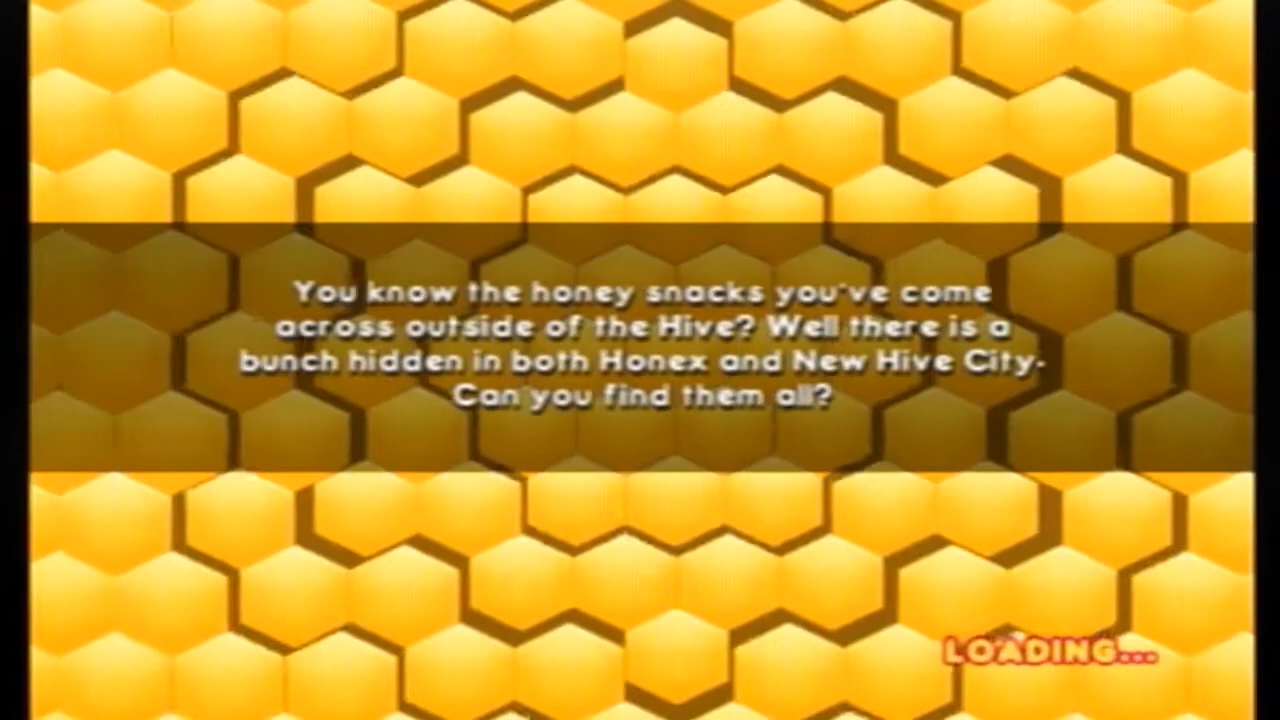 You know the honey snacks you've come
across outside of the Hive? Well there is a
bunch hidden in both Honex and New Hive City-
Can you find them all?
LOADING...